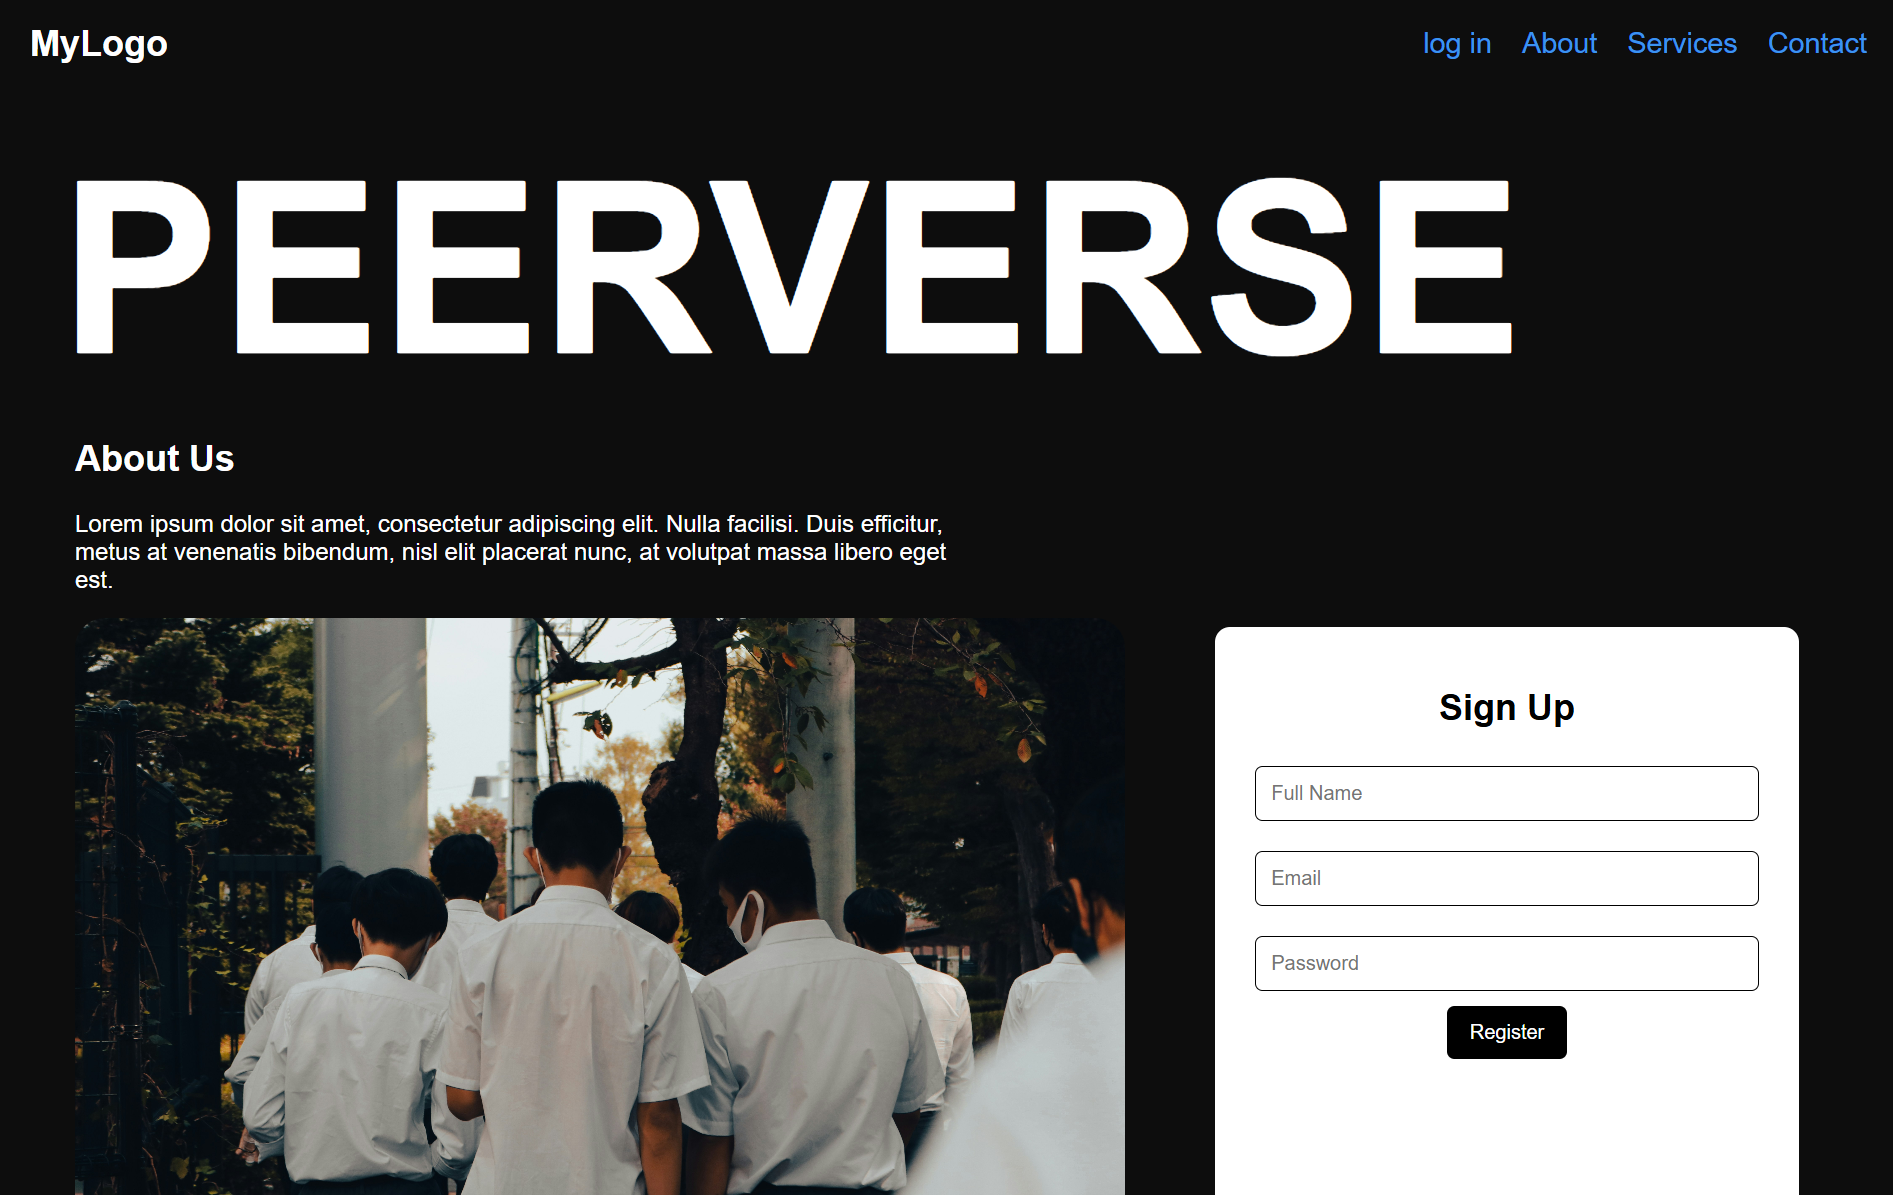 MyLogo
log in About Services Contact
PEERVERSE
About Us
Lorem ipsum dolor sit amet, consectetur adipiscing elit. Nulla facilisi. Duis efficitur,
metus at venenatis bibendum, nisl elit placerat nunc, at volutpat massa libero eget
est.
Sign Up
Full Name
Email
Password
Register